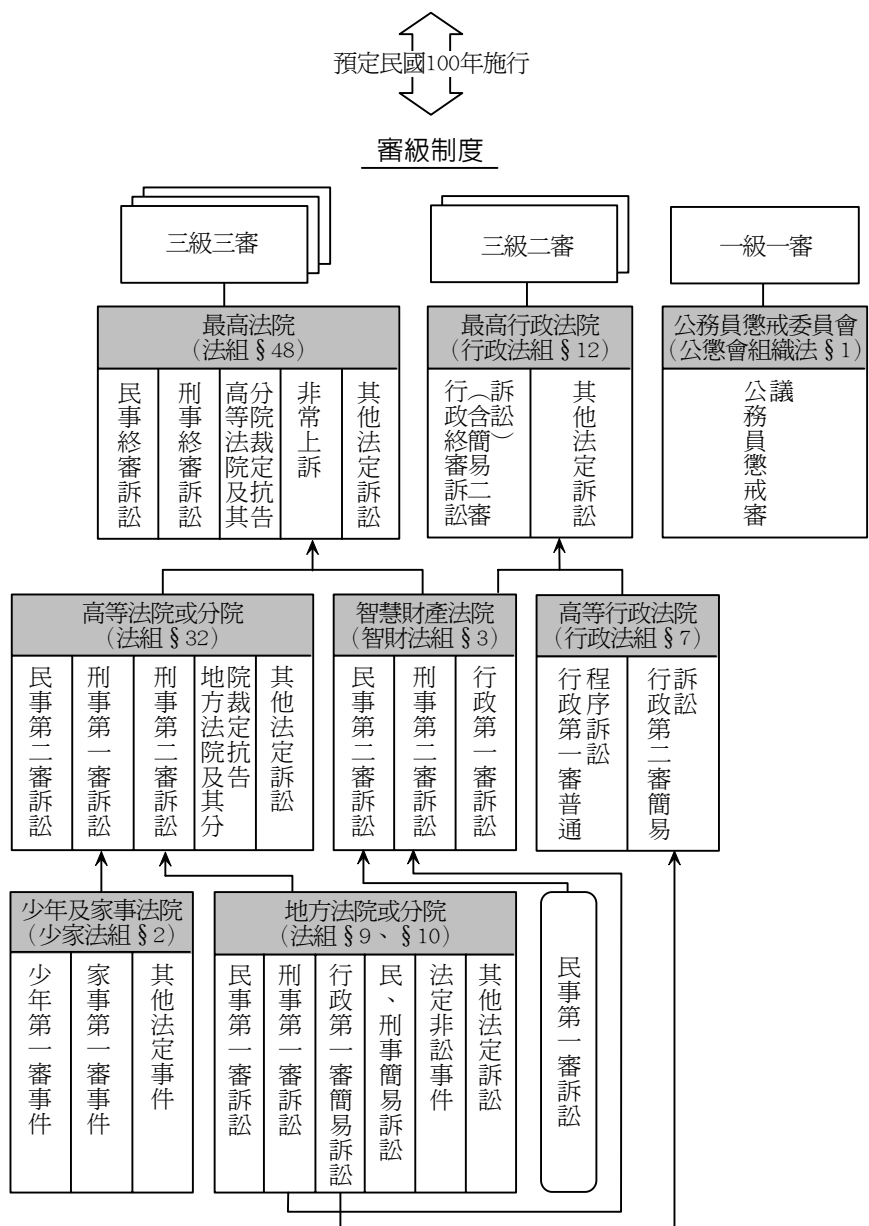 預定民國100年施行
審級制度
三級三審
三級二審
一級一審
最高法院
（法組§48）
民事終審訴訟
刑事終審訴訟
高等法院及其
分院裁定抗告
非常上訴
其他法定訴訟
最高行政法院
（行政法組§12）
行政終審訴訟
（含簡易二審
訴訟）
其他法定訴訟
公務員懲戒委員會
（公懲會組織法§1）
公務員懲戒審
議
高等法院或分院
（法組§32）
民事第二審訴訟
刑事第一審訴訟
刑事第二審訴訟
地方法院及其分
院裁定抗告
其他法定訴訟
智慧財產法院
（智財法組§3）
民事第二審訴訟
刑事第二審訴訟
行政第一審訴訟
高等行政法院
（行政法組§7）
行政第一審普通
程序訴訟
行政第二審簡易
訴訟
少年及家事法院
（少家法組§2）
少年第一審事件
家事第一審事件
其他法定事件
地方法院或分院
（法組§9、§10）
民事第一審訴訟
刑事第一審訴訟
行政第一審簡易訴訟
民、刑事簡易訴訟
法定非訟事件
其他法定訴訟
民事第一審訴訟